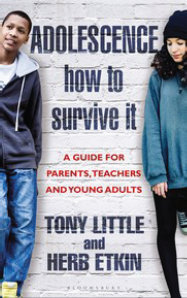 ADOLESCENCE
how to
survive it
A GUIDE FOR
PARENTS, TEACHERS
AND YOUNG ADULTS
TONY LITTLE
and
HERB ETKIN
BLOOMSBURY